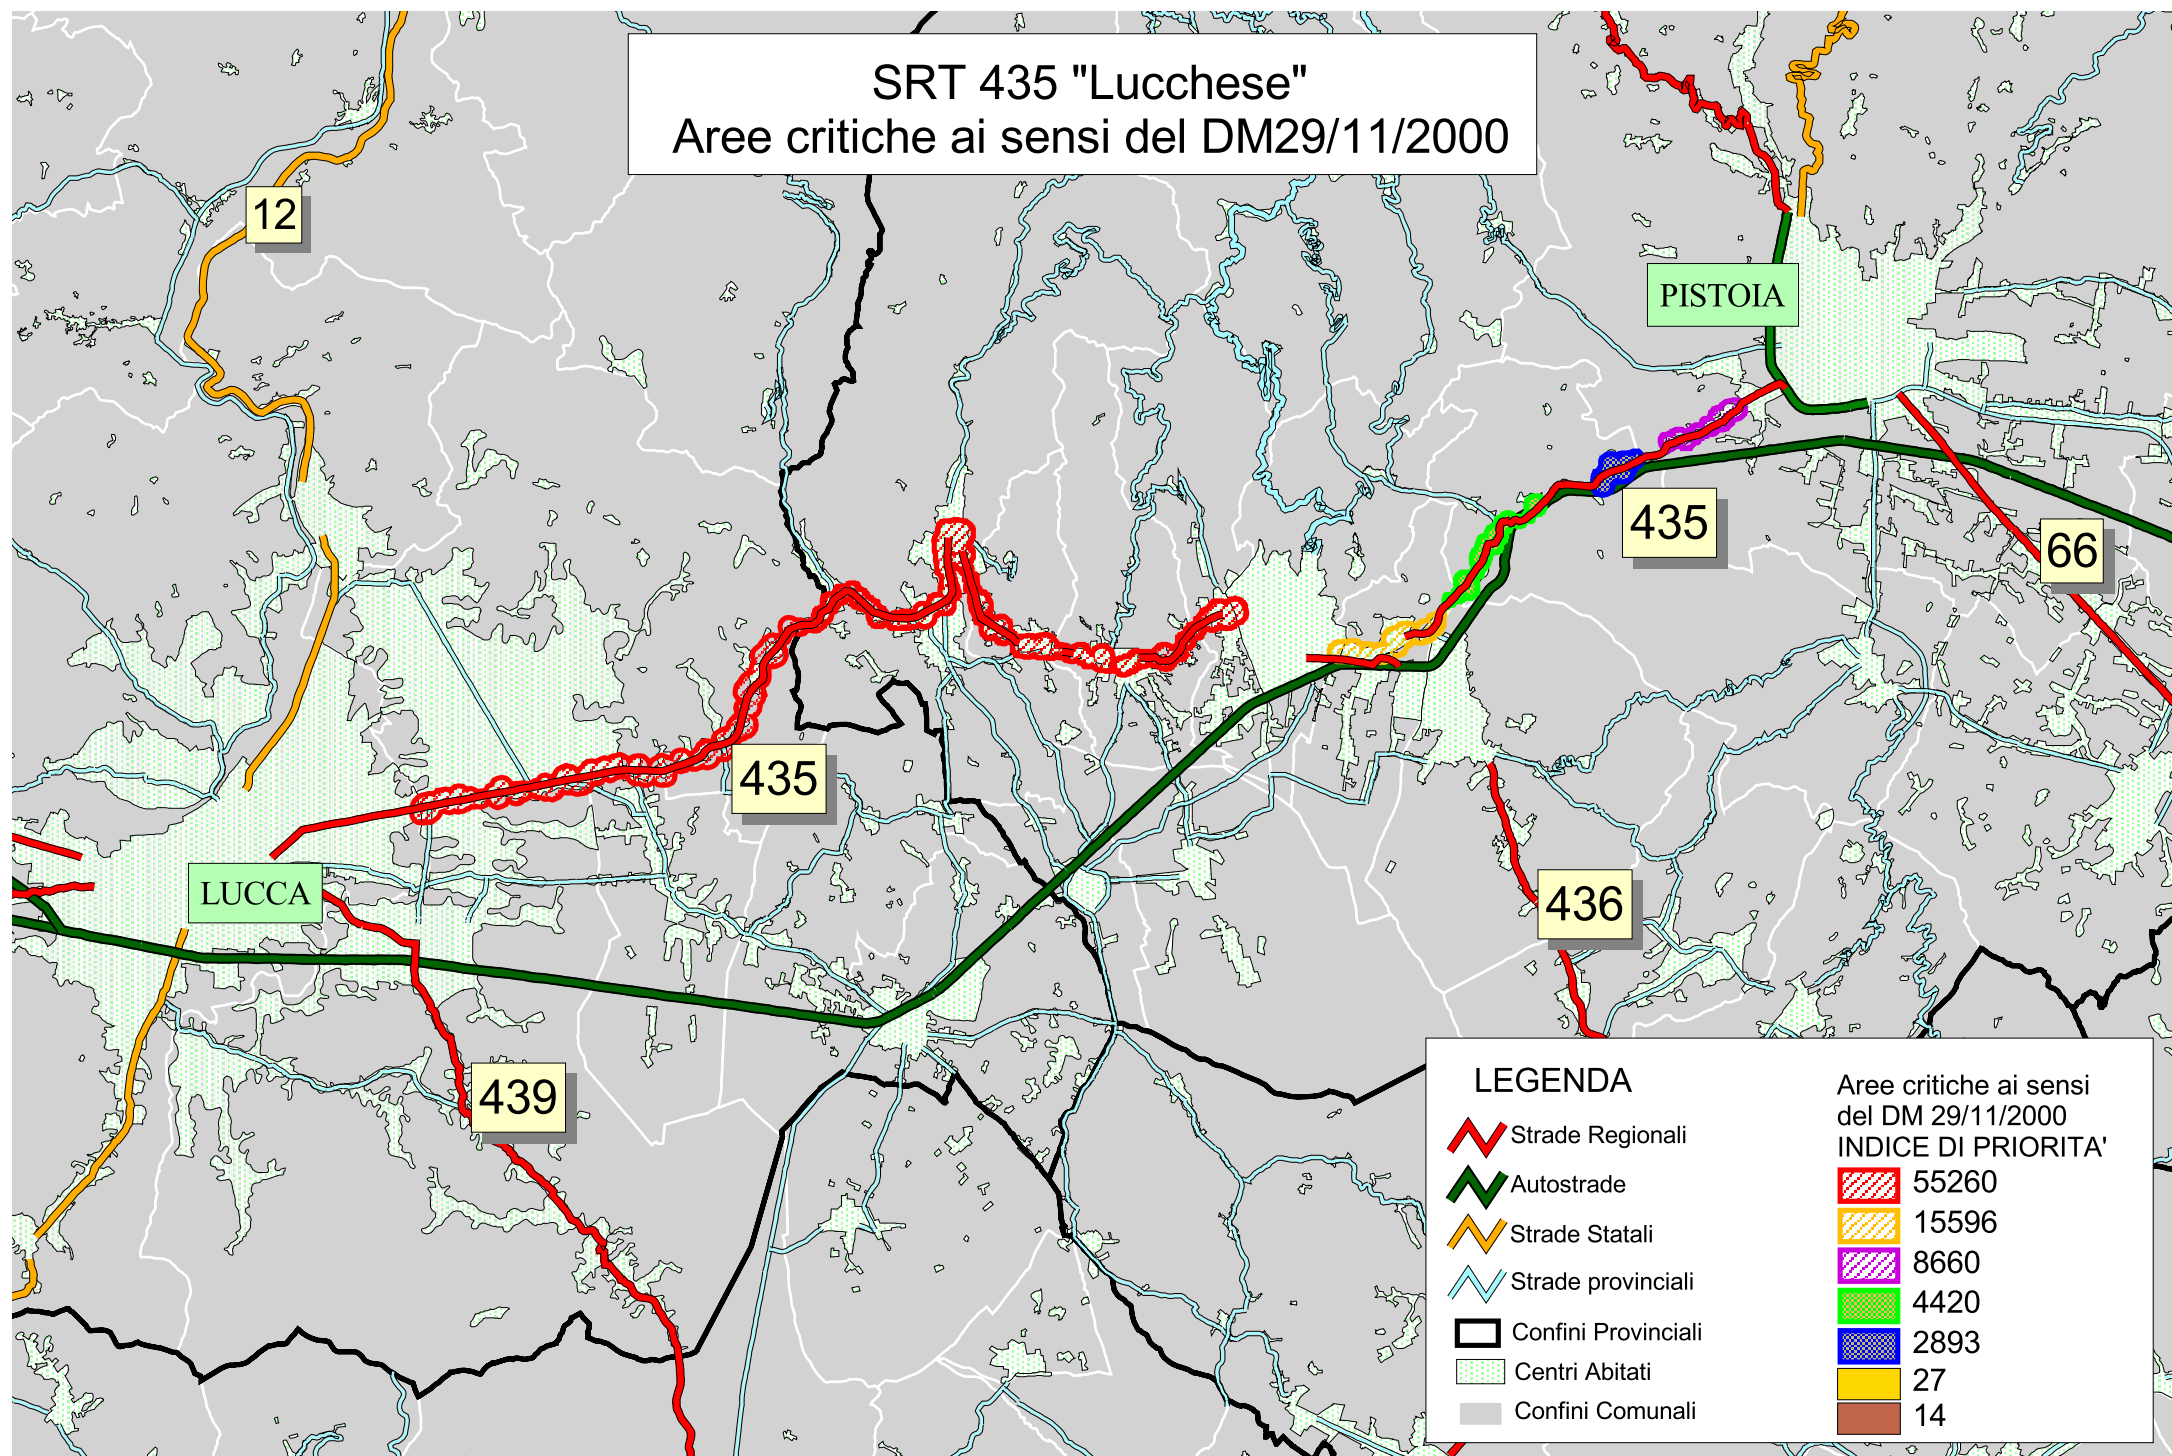 SRT 435 "Lucchese"
Aree critiche ai sensi del DM29/11/2000
12
PISTOIA
435
66
435
LUCCA
436
439
LEGENDA
Strade Regionali
Autostrade
Strade Statali
Strade provinciali
Confini Provinciali
Centri Abitati
Confini Comunali
Aree critiche ai sensi
del DM 29/11/2000
INDICE DI PRIORITA'
55260
15596
8660
4420
2893
27
14